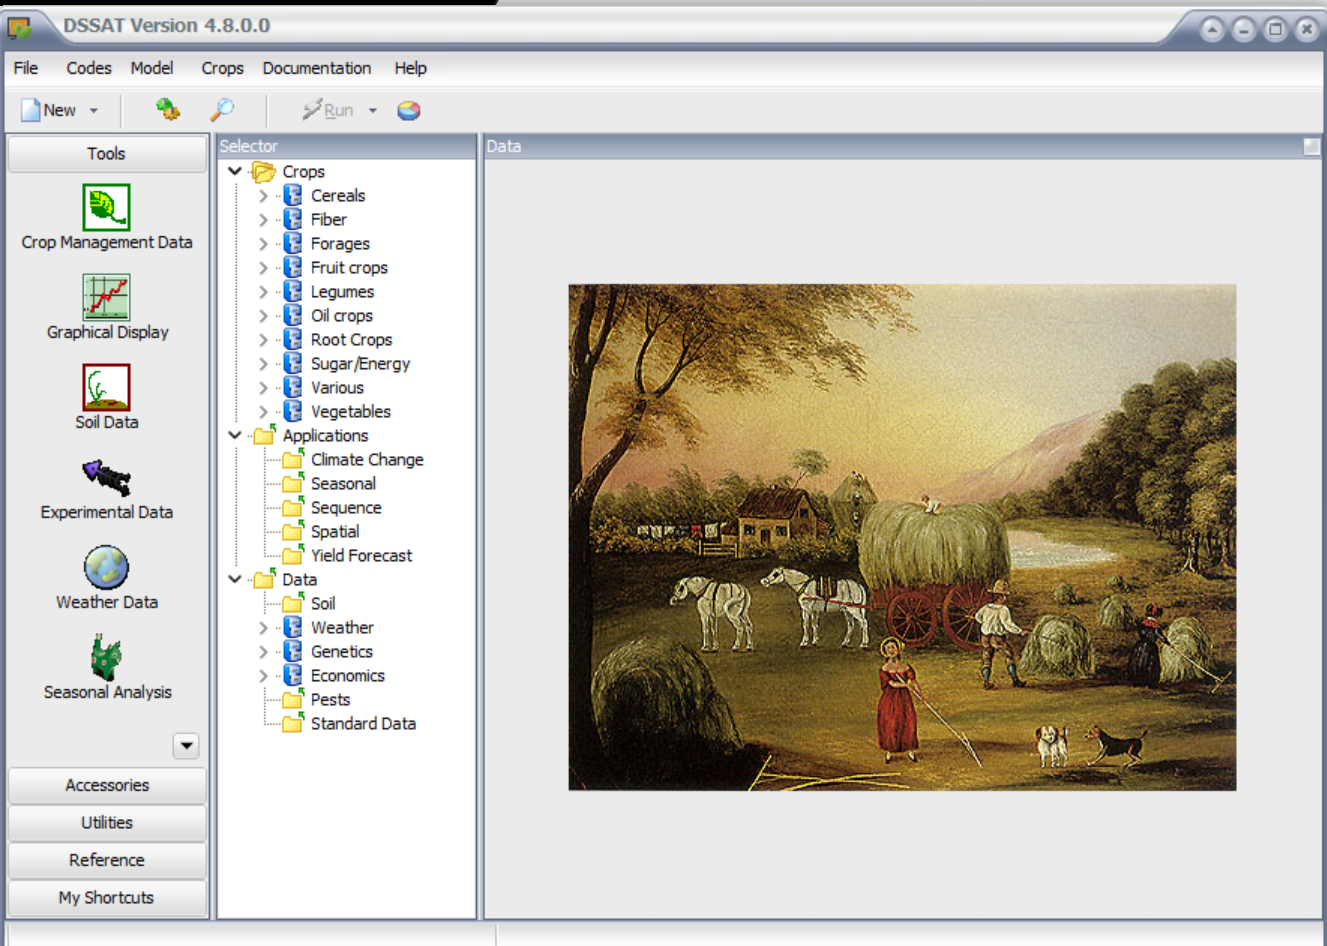 DSSAT Version 4.8.0.0
File Codes Model Crops Documentation Help
New Run
Tools
Crop Management Data
Graphical Display
Soil Data
Experimental Data
Weather Data
Seasonal Analysis
Accessories
Utilities
Reference
My Shortcuts
Selector
Crops
Cereals
Fiber
Forages
Fruit crops
Legumes
Oil crops
Root Crops
Sugar/Energy
Various
Vegetables
Applications
Climate Change
Seasonal
Sequence
Spatial
Yield Forecast
Data
Soil
Weather
Genetics
Economics
Pests
Standard Data
Data